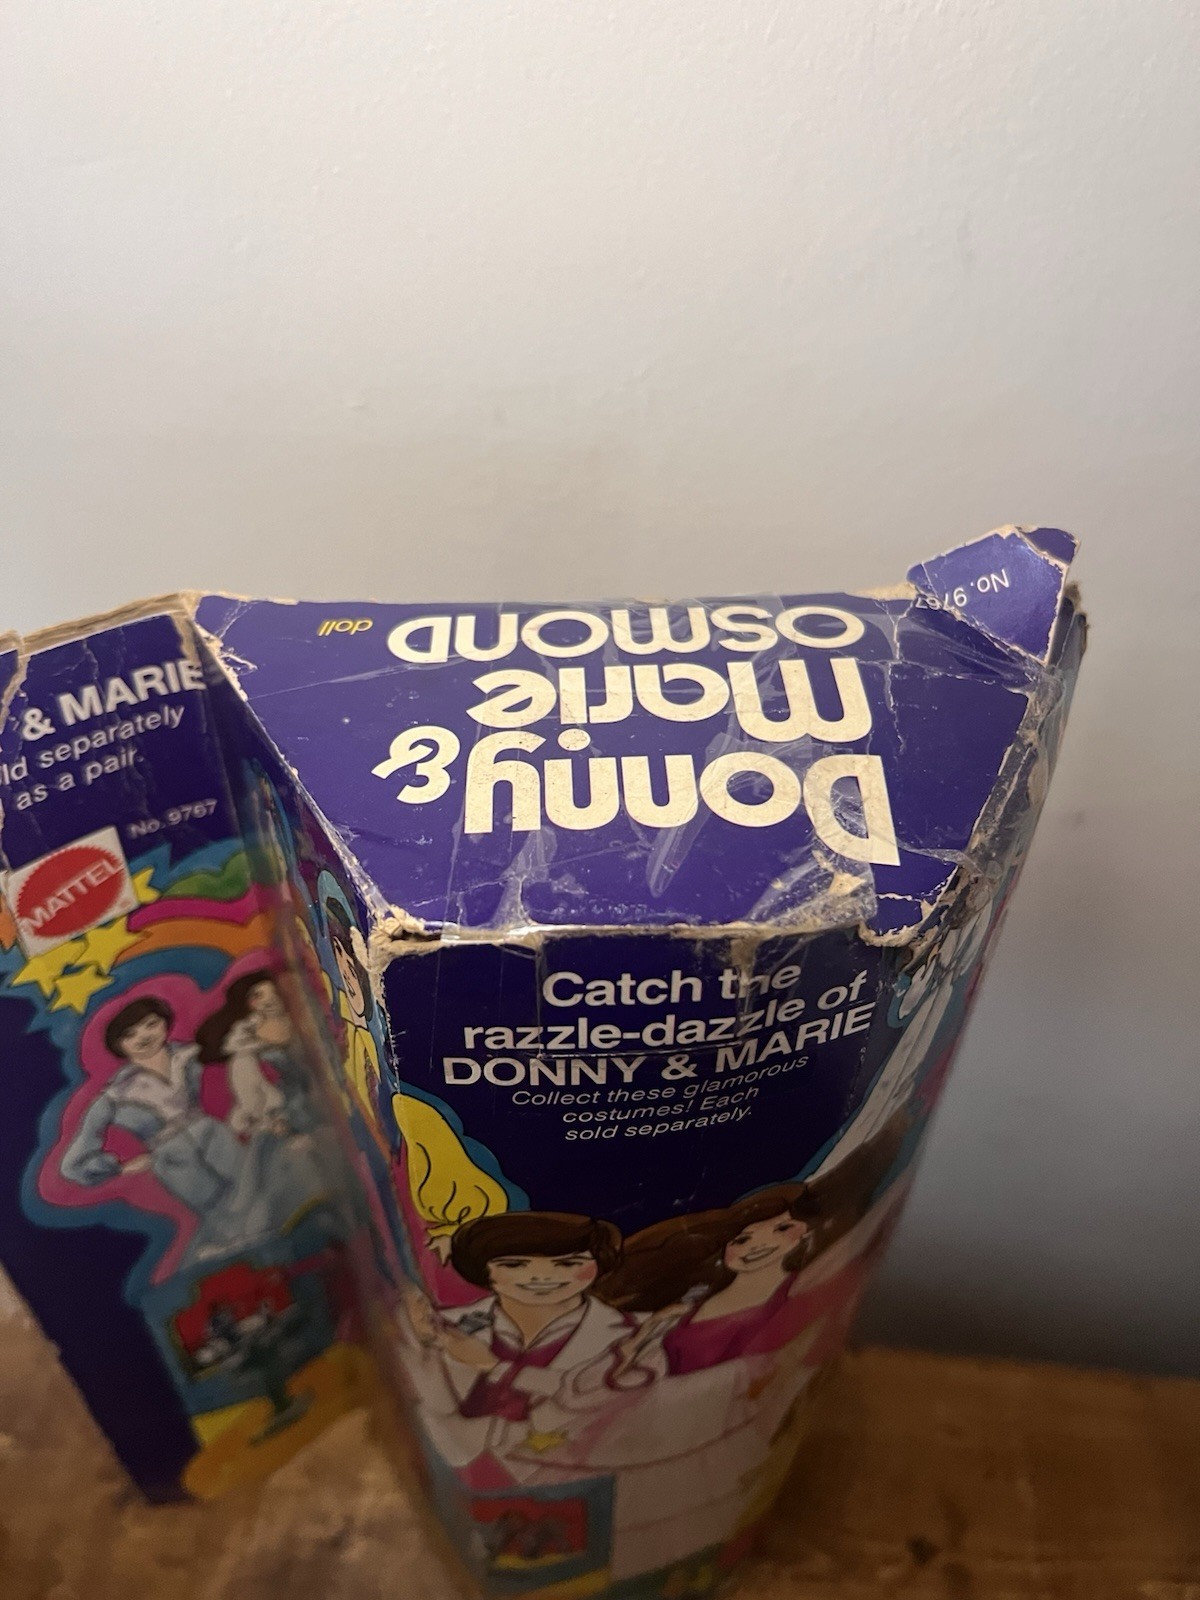 No. 9767
Donny &
marie
osmond
doll
& MARIE
separately
as a pair.
No. 9767
MATTEL
Catch the
razzle-dazzle of
DONNY & MARIE
Collect these glamorous
costumes! Each
sold separately.